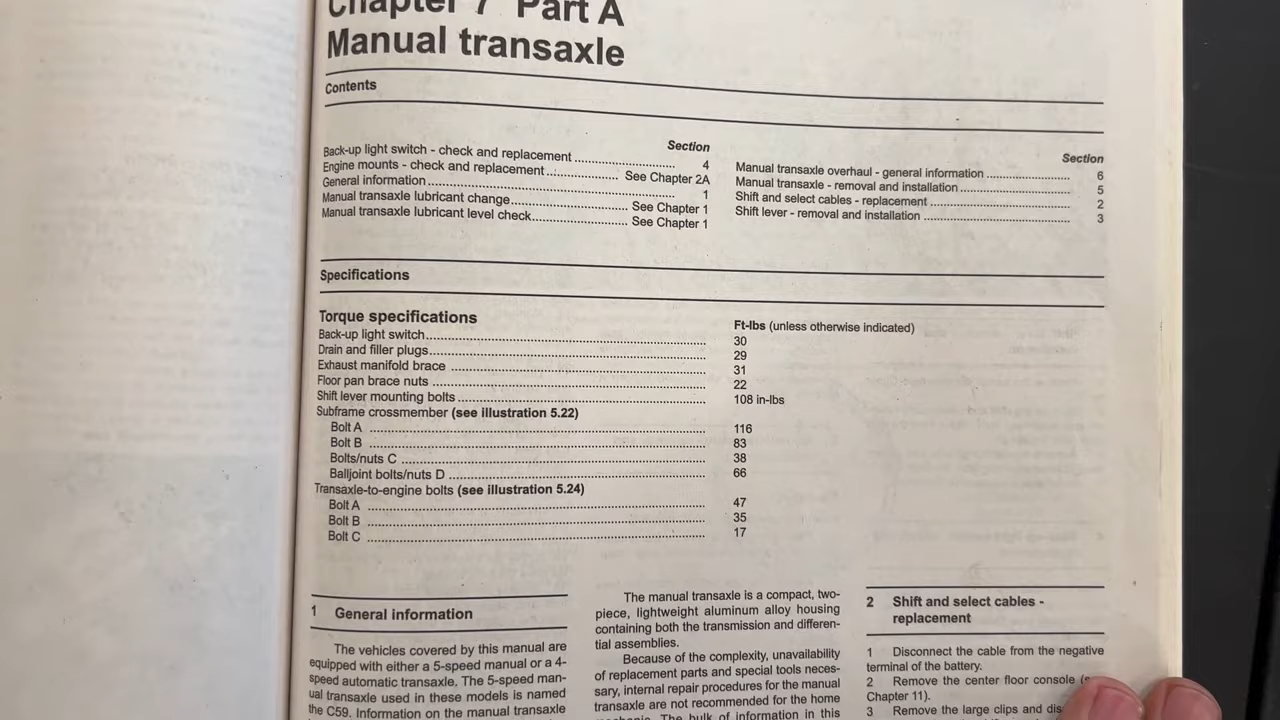 Chapter 7 Part A
Manual transaxle
Contents
Section
Back-up light switch - check and replacement .............................. 4
Engine mounts - check and replacement ..................... See Chapter 2A
General information .......................................................................... 1
Manual transaxle lubricant change ................................... See Chapter 1
Manual transaxle lubricant level check ............................. See Chapter 1
Section
Manual transaxle overhaul - general information ........................ 6
Manual transaxle - removal and installation ................................ 5
Shift and select cables - replacement ......................................... 2
Shift lever - removal and installation .......................................... 3
Specifications
Torque specifications
Ft-lbs (unless otherwise indicated)
Back-up light switch ........................................................ 30
Drain and filler plugs ....................................................... 29
Exhaust manifold brace ................................................... 31
Floor pan brace nuts ....................................................... 22
Shift lever mounting bolts ................................................ 108 in-lbs
Subframe crossmember (see illustration 5.22)
Bolt A ............................................................................. 116
Bolt B ............................................................................. 83
Bolts/nuts C .................................................................... 38
Balljoint bolts/nuts D ....................................................... 66
Transaxle-to-engine bolts (see illustration 5.24)
Bolt A ............................................................................. 47
Bolt B ............................................................................. 35
Bolt C ............................................................................. 17
1 General information
The vehicles covered by this manual are
equipped with either a 5-speed manual or a 4-
speed automatic transaxle. The 5-speed man-
ual transaxle used in these models is named
the C59. Information on the manual transaxle
The manual transaxle is a compact, two-
piece, lightweight aluminum alloy housing
containing both the transmission and differen-
tial assemblies.
Because of the complexity, unavailability
of replacement parts and special tools neces-
sary, internal repair procedures for the manual
transaxle are not recommended for the home
The bulk of information in this
2 Shift and select cables -
replacement
1 Disconnect the cable from the negative
terminal of the battery.
2 Remove the center floor console
Chapter 11).
3 Remove the large clips and